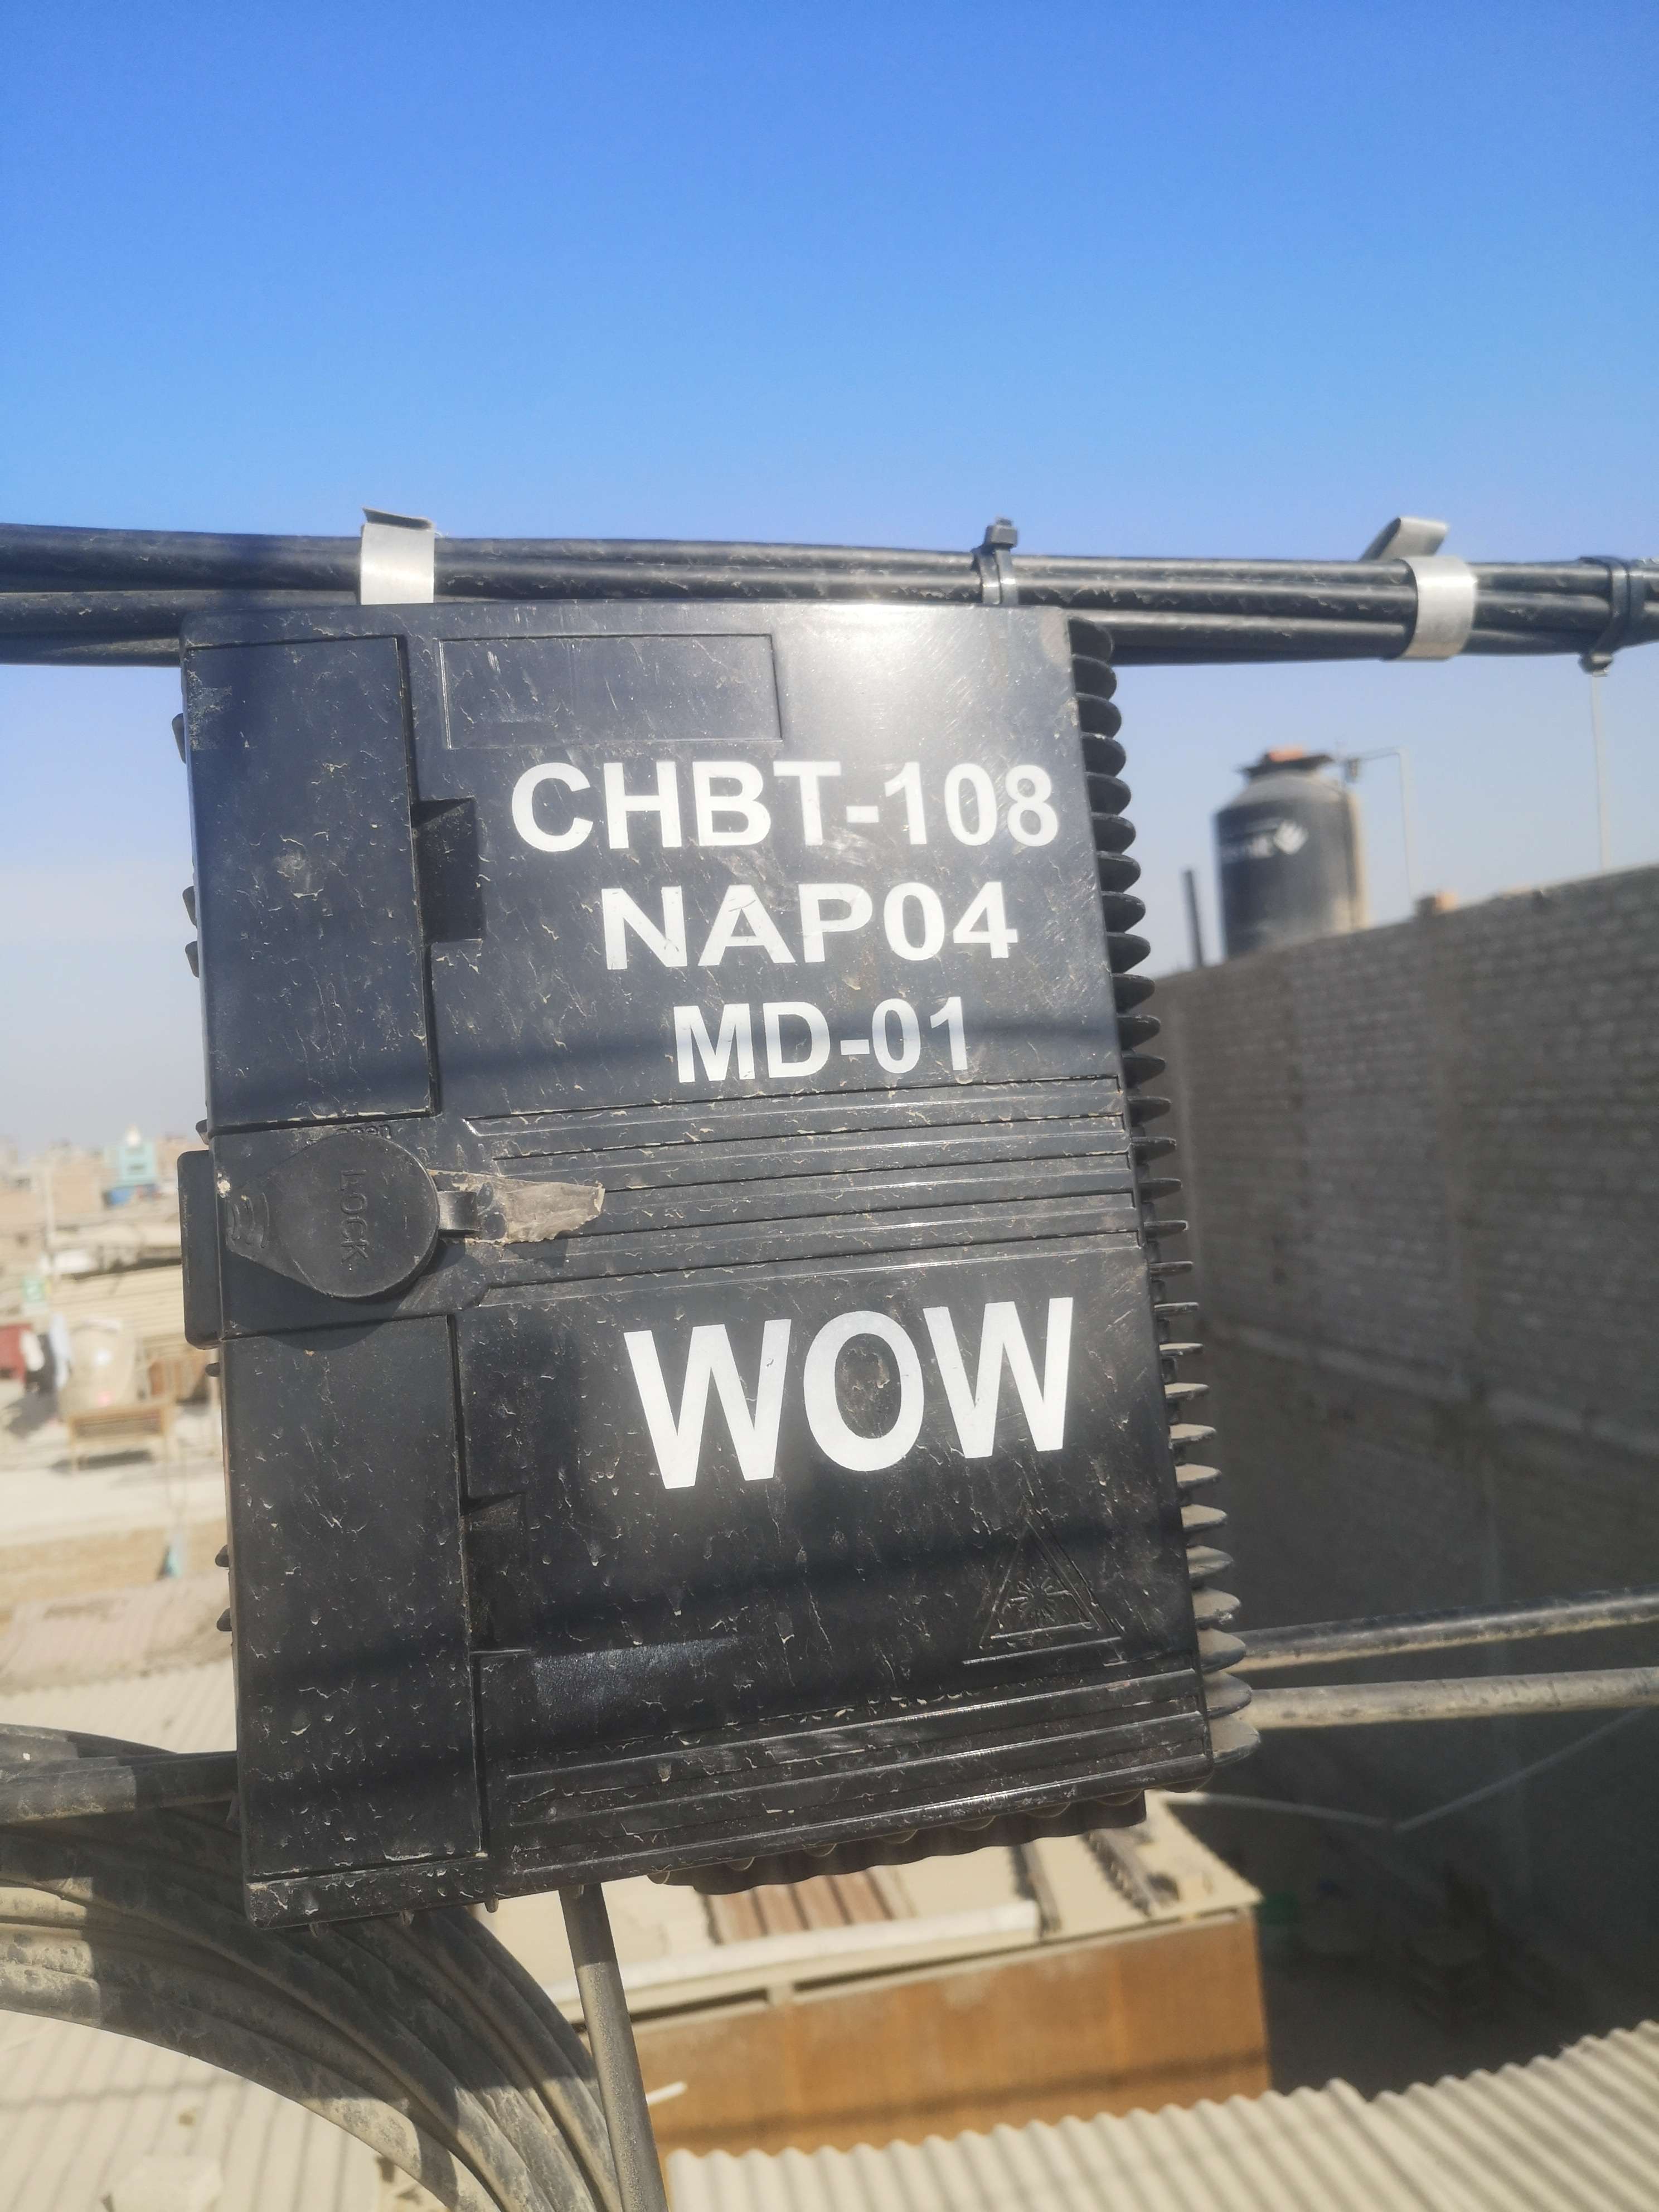 CHBT-108
NAP04
MD-01
LOCK
WOW